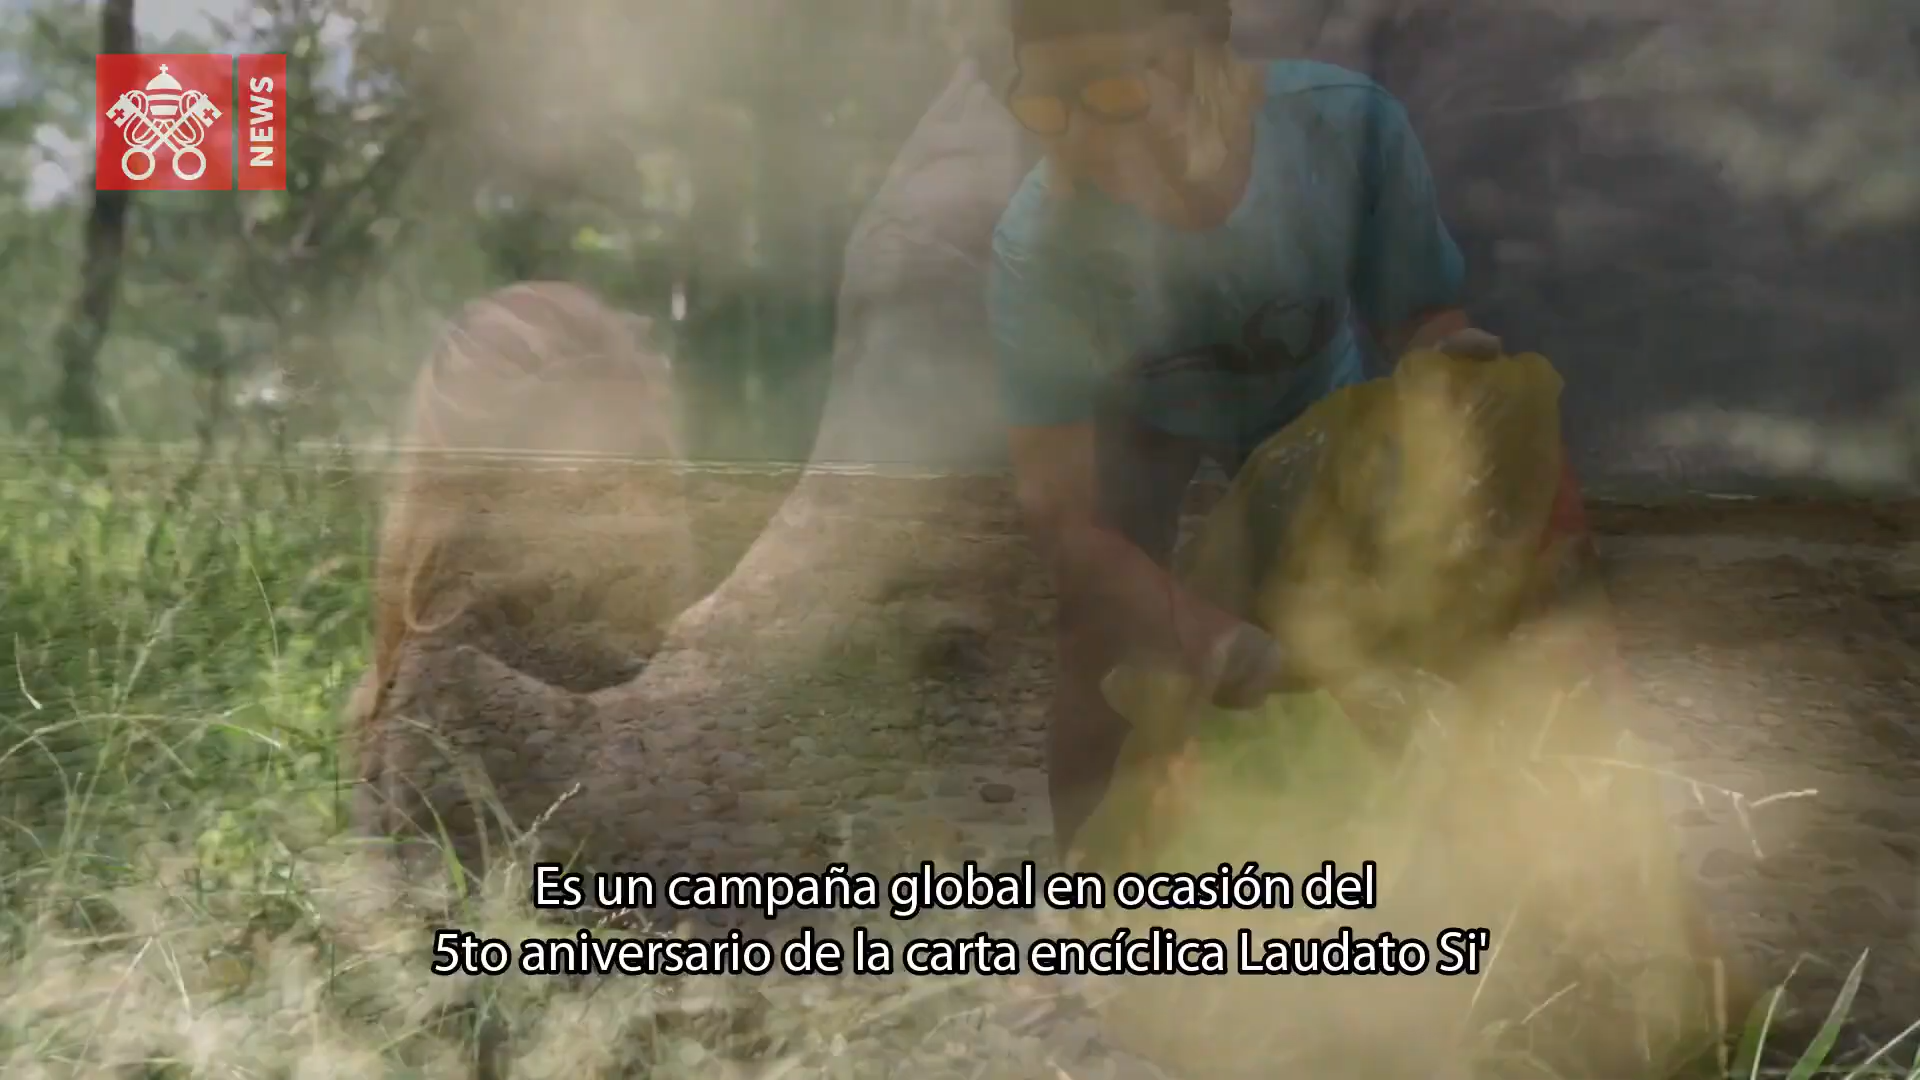 NEWS
Es un campaña global en ocasión del
5to aniversario de la carta encíclica Laudato Si'